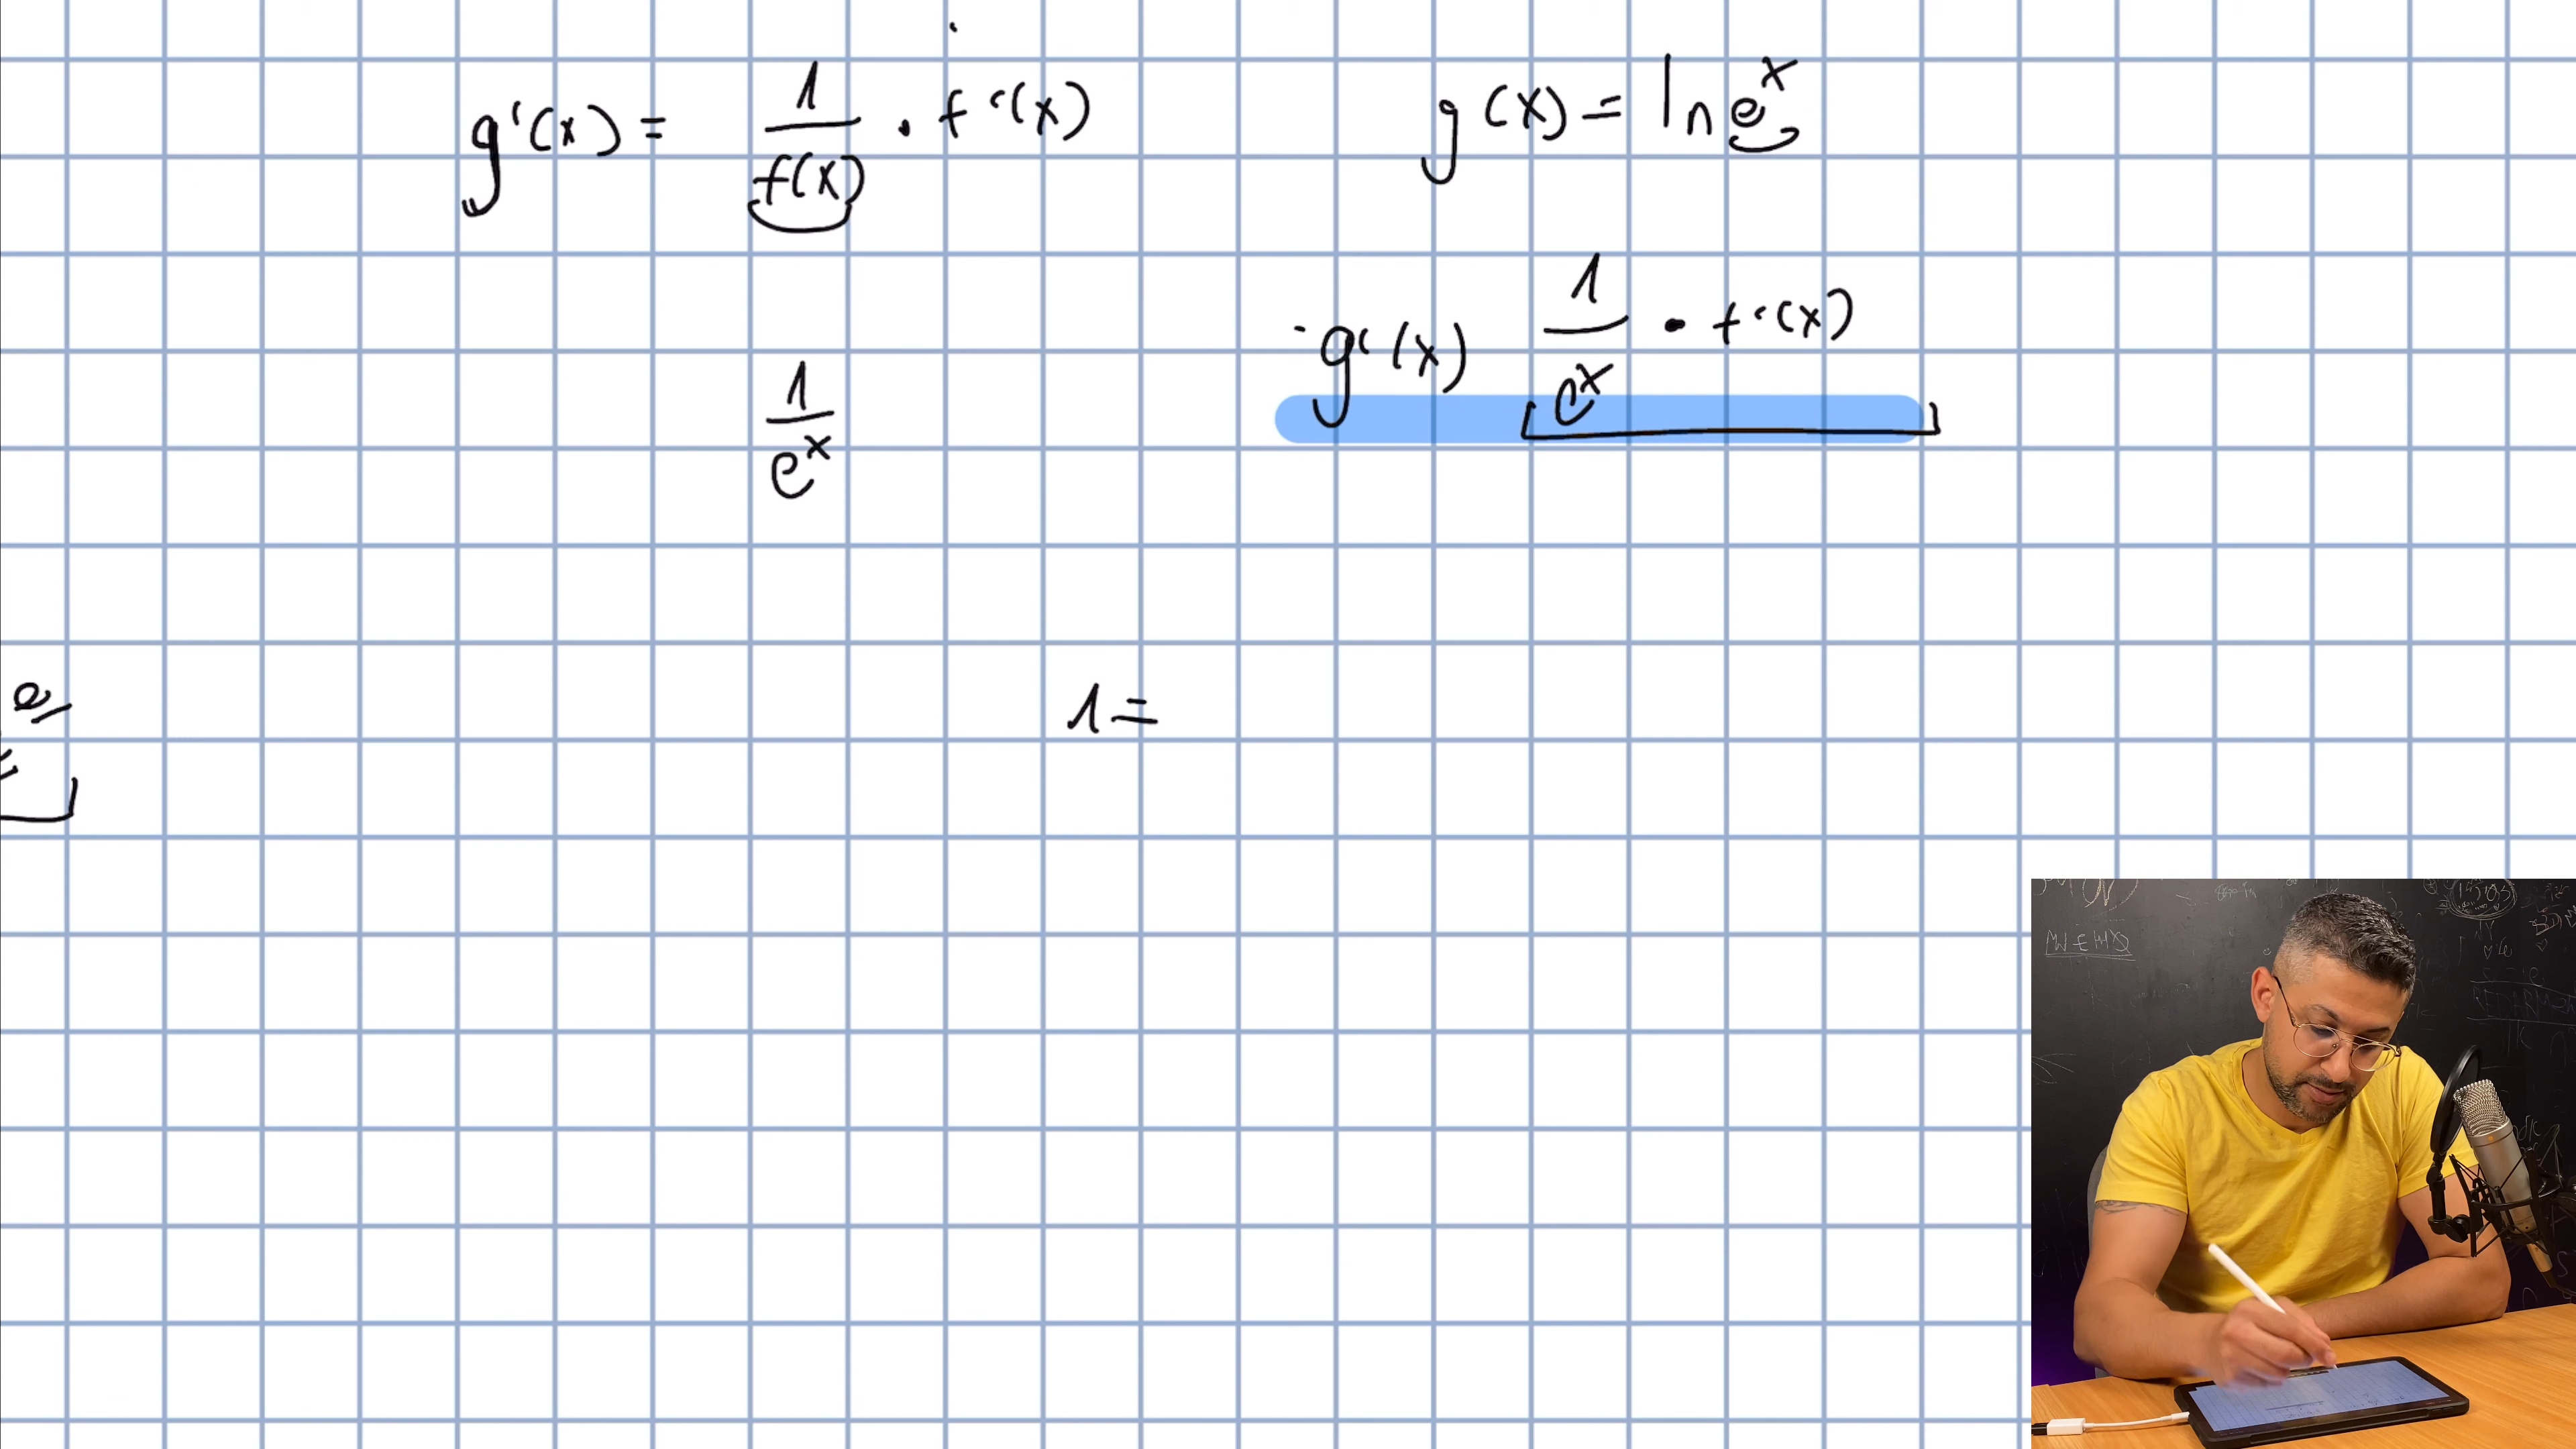 g'(x) = 1/f(x) · f'(x)
g(x) = ln e^x
g'(x) 1/e^x · f'(x)
1/e^x
e
1 =